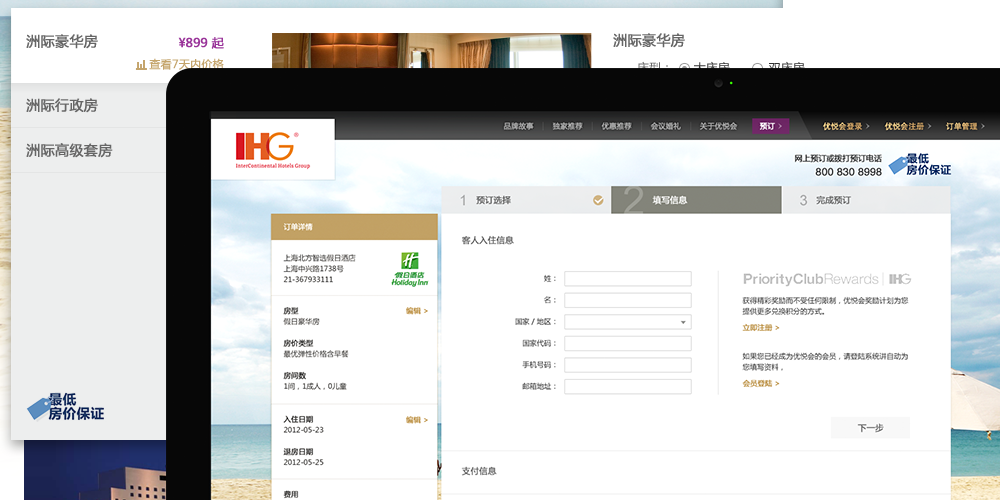 洲际豪华房
¥899 起
查看7天内价格
洲际行政房
洲际高级套房
最低
房价保证
洲际豪华房
床型： 大床房 双床房
IHG®
InterContinental Hotels Group
品牌故事 独家推荐 优惠推荐 会议婚礼 关于优悦会 预订 > 优悦会登录 > 优悦会注册 > 订单管理 >
网上预订或拨打预订电话
800 830 8998
最低
房价保证
1 预订选择 2 填写信息 3 完成预订
订单详情
上海北方智选假日酒店
上海中兴路1738号
21-367933111
假日酒店
Holiday Inn
房型 编辑 >
假日豪华房
房价类型
最优弹性价格含早餐
房间数
1间，1成人，0儿童
入住日期 编辑 >
2012-05-23
退房日期
2012-05-25
费用
客人入住信息
姓：
名：
国家 / 地区：
国家代码：
手机号码：
邮箱地址：
PriorityClubRewards | IHG
获得精彩奖励而不受任何限制，优悦会奖励计划为您
提供更多兑换积分的方式。
立即注册 >
如果您已经成为优悦会的会员，请登陆系统讲自动为
您填写资料，
会员登陆 >
下一步
支付信息